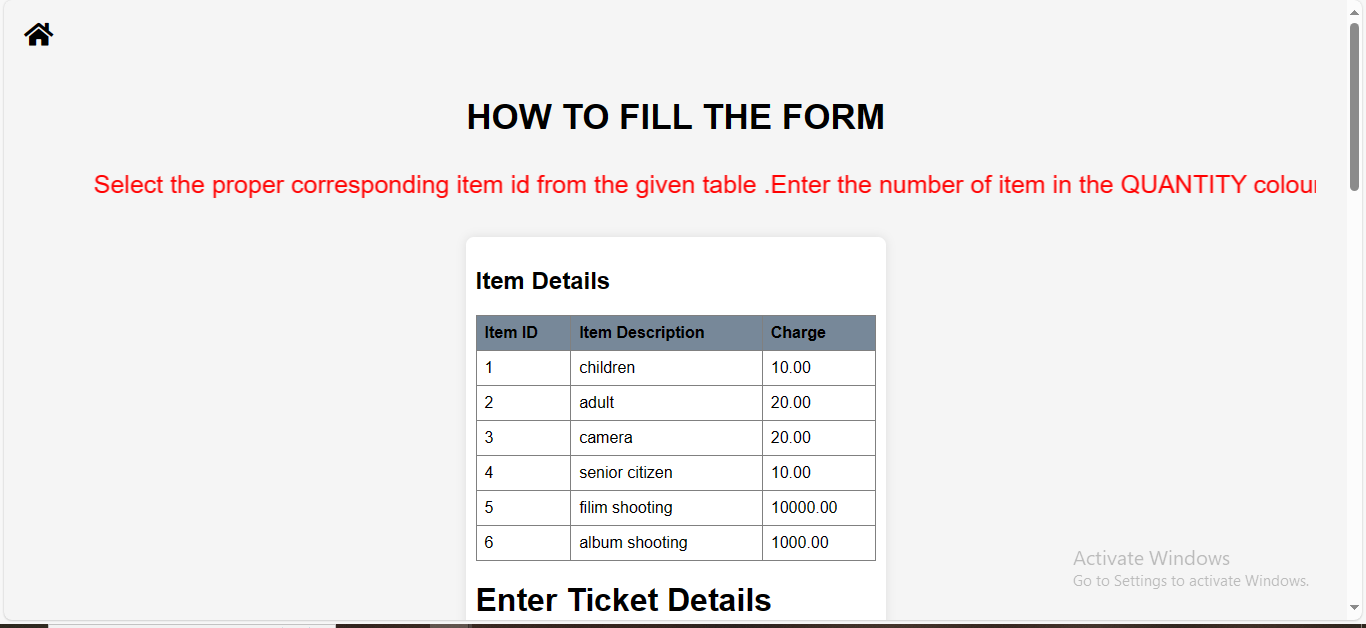 HOW TO FILL THE FORM
Select the proper corresponding item id from the given table .Enter the number of item in the QUANTITY colour
Item Details
Item ID Item Description Charge
1 children 10.00
2 adult 20.00
3 camera 20.00
4 senior citizen 10.00
5 filim shooting 10000.00
6 album shooting 1000.00
Enter Ticket Details
Activate Windows
Go to Settings to activate Windows.